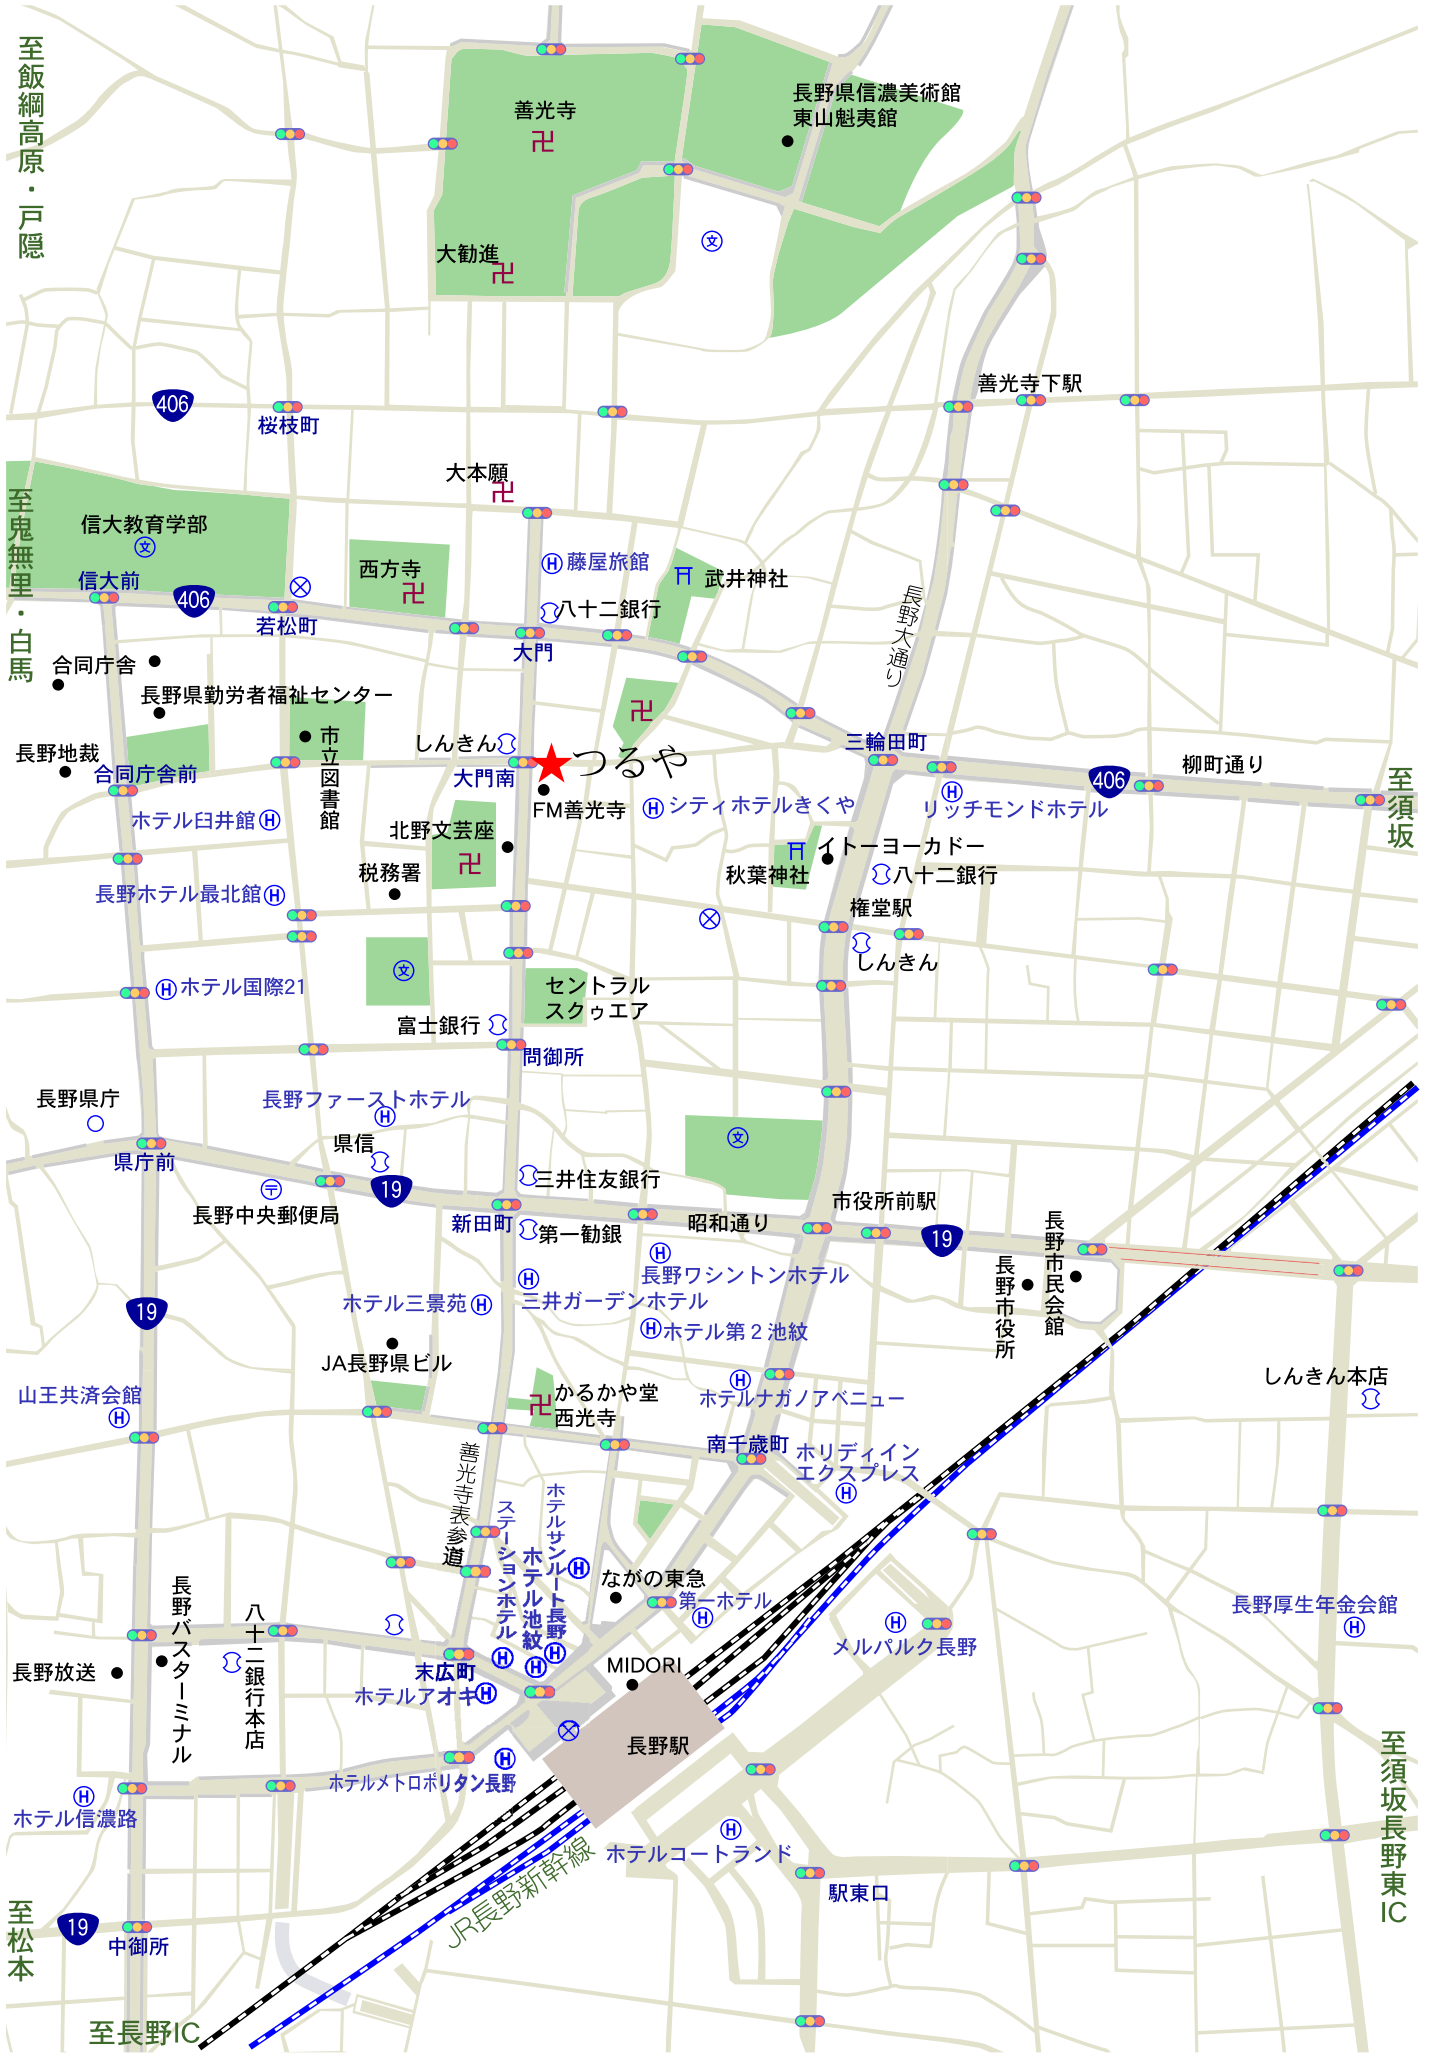 至飯綱高原・戸隠
善光寺
長野県信濃美術館
東山魁夷館
大勧進
善光寺下駅
406
桜枝町
大本願
至鬼無里・白馬
信大教育学部
文
信大前
406
若松町
西方寺
H
藤屋旅館
八十二銀行
大門
武井神社
長野大通り
合同庁舎
長野県勤労者福祉センター
市立図書館
長野地裁
合同庁舎前
しんきん
大門南
つるや
FM善光寺
三輪田町
柳町通り
406
至須坂
H
シティホテルきくや
H
リッチモンドホテル
ホテル臼井館
H
北野文芸座
税務署
イトーヨーカドー
秋葉神社
八十二銀行
長野ホテル最北館
H
権堂駅
しんきん
文
H
ホテル国際21
セントラル
スクゥエア
富士銀行
問御所
長野県庁
長野ファーストホテル
H
県信
県庁前
文
19
三井住友銀行
長野中央郵便局
新田町
第一勧銀
昭和通り
市役所前駅
19
長野市民会館
長野市役所
H
長野ワシントンホテル
H
三井ガーデンホテル
ホテル三景苑
H
H
ホテル第2池紋
19
JA長野県ビル
山王共済会館
H
かるかや堂
西光寺
H
ホテルナガノアベニュー
しんきん本店
南千歳町
ホリディイン
エクスプレス
H
善光寺表参道
ステーションホテル
H
ホテル池紋
H
ホテルサンルート長野
H
H
ながの東急
第一ホテル
H
長野厚生年金会館
H
H
メルパルク長野
長野バスターミナル
八十二銀行本店
長野放送
末広町
ホテルアオキ
H
MIDORI
長野駅
H
ホテルメトロポリタン長野
H
ホテル信濃路
H
ホテルコートランド
至須坂長野東IC
JR長野新幹線
駅東口
至松本
19
中御所
至長野IC
文